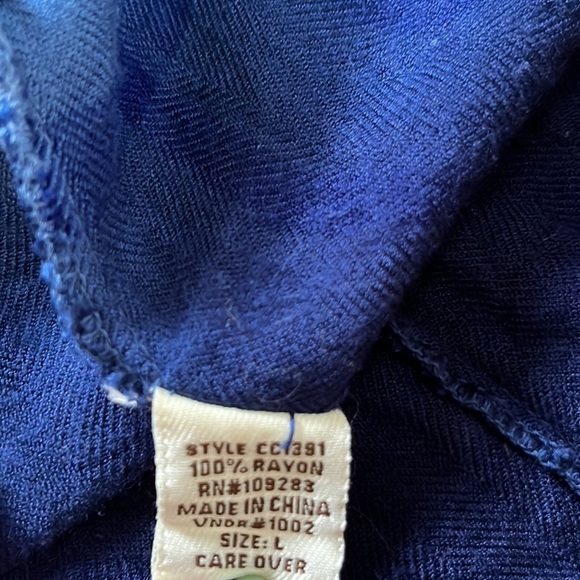 STYLE CC1391
100% RAYON
RN#109283
MADE IN CHINA
VNDR#1002
SIZE: L
CARE OVER